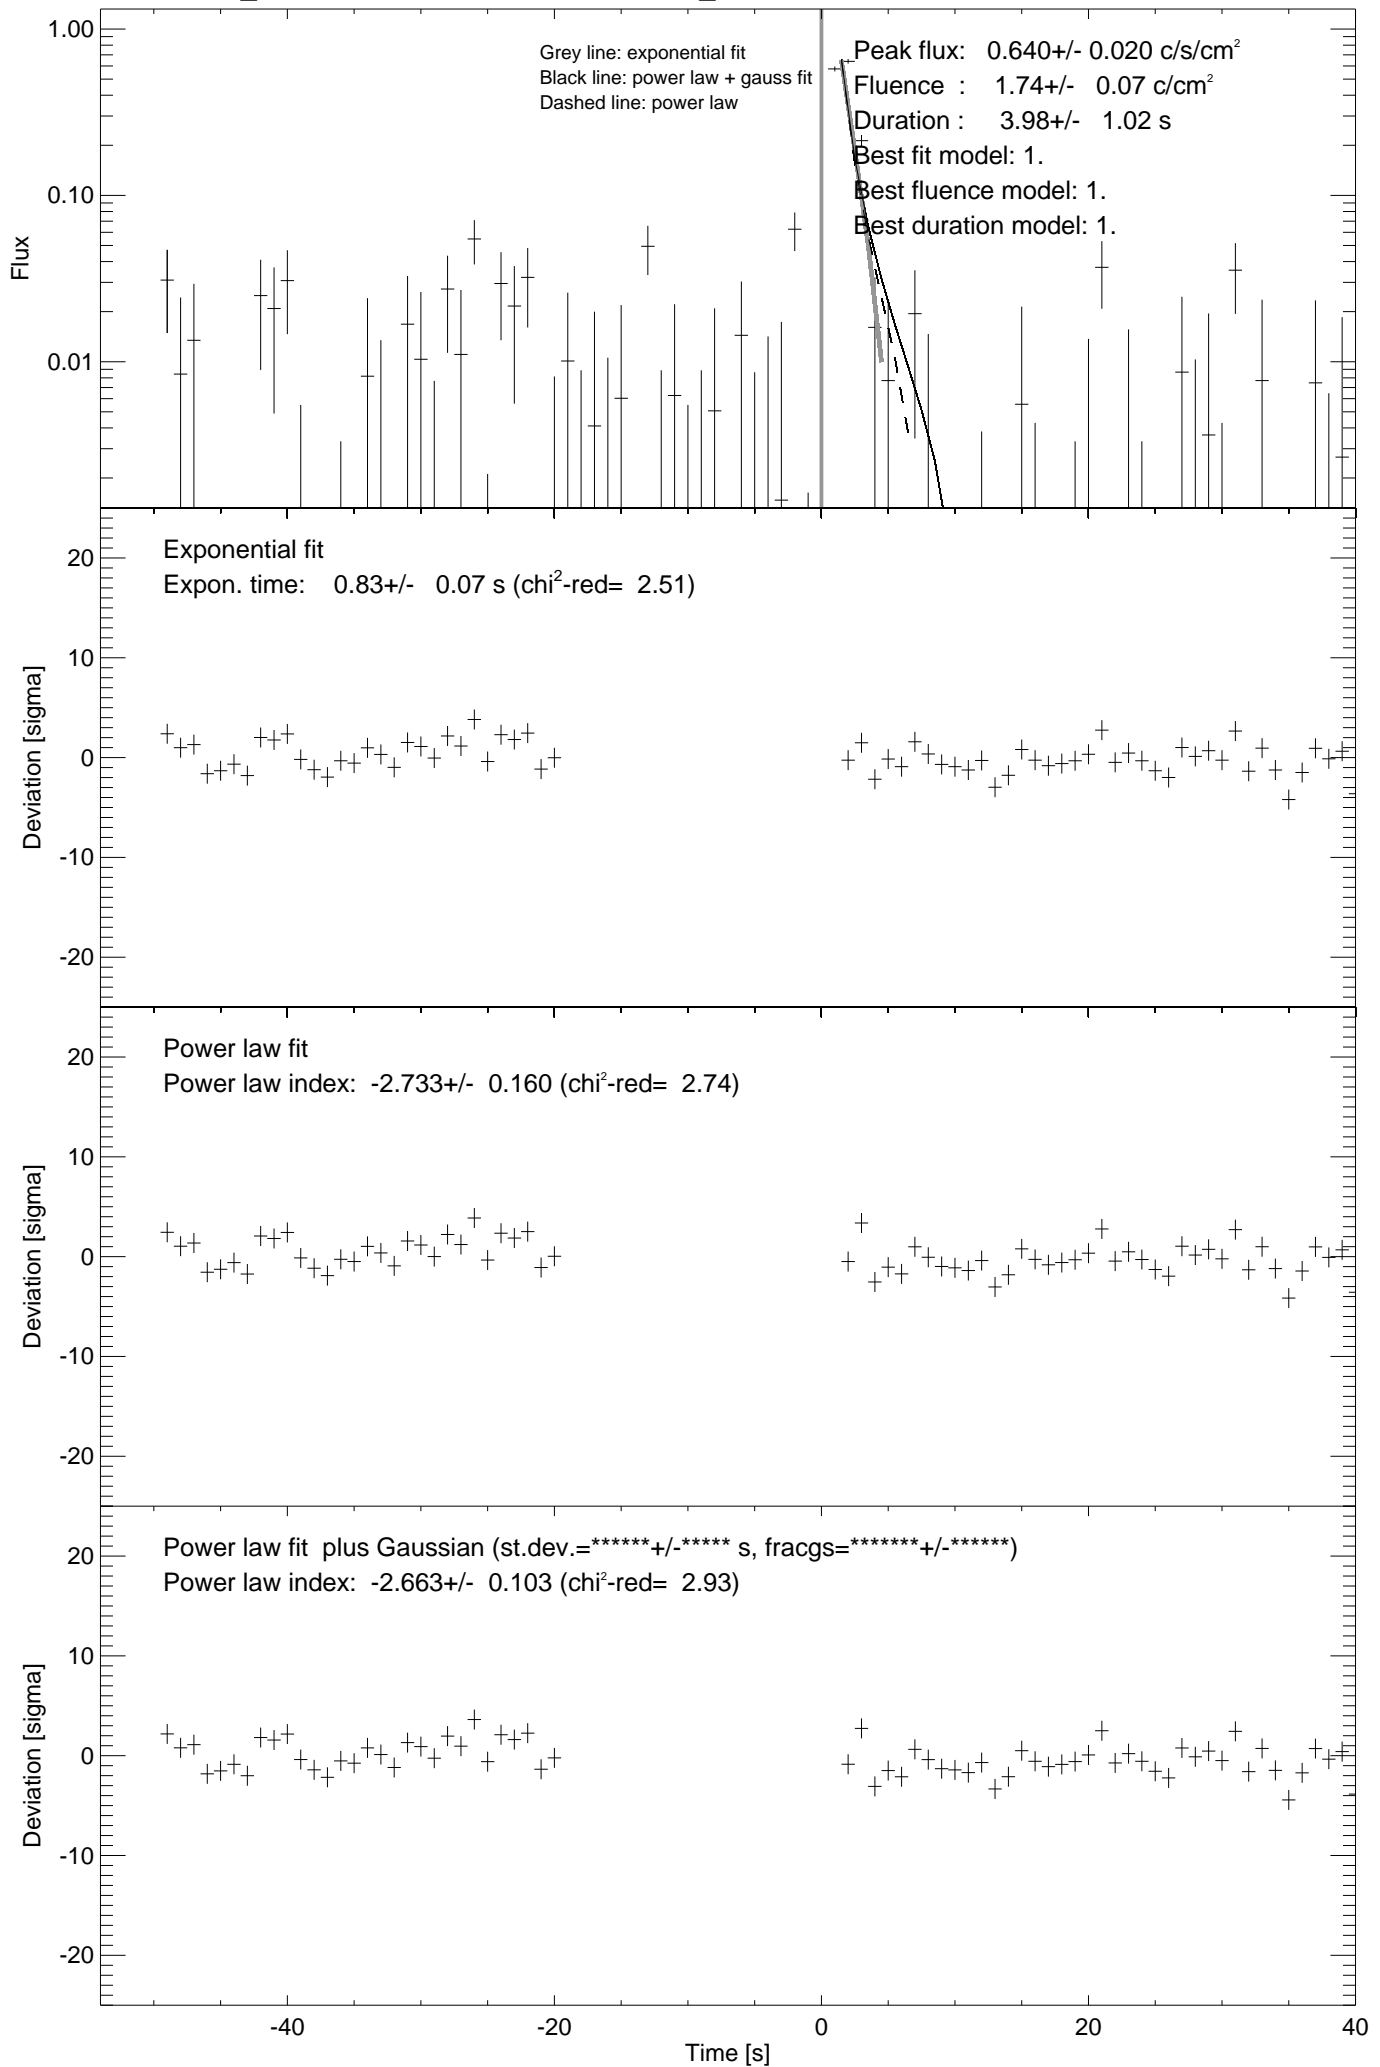 1.00
0.10
0.01
Flux
Grey line: exponential fit
Black line: power law + gauss fit
Dashed line: power law
Peak flux: 0.640+/- 0.020 c/s/cm²
Fluence : 1.74+/- 0.07 c/cm²
Duration : 3.98+/- 1.02 s
Best fit model: 1.
Best fluence model: 1.
Best duration model: 1.
20
10
0
-10
-20
Deviation [sigma]
Exponential fit
Expon. time: 0.83+/- 0.07 s (chi²-red= 2.51)
20
10
0
-10
-20
Deviation [sigma]
Power law fit
Power law index: -2.733+/- 0.160 (chi²-red= 2.74)
20
10
0
-10
-20
Deviation [sigma]
Power law fit plus Gaussian (st.dev.=******+/-***** s, fracgs=*******+/-******)
Power law index: -2.663+/- 0.103 (chi²-red= 2.93)
-40 -20 0 20 40
Time [s]